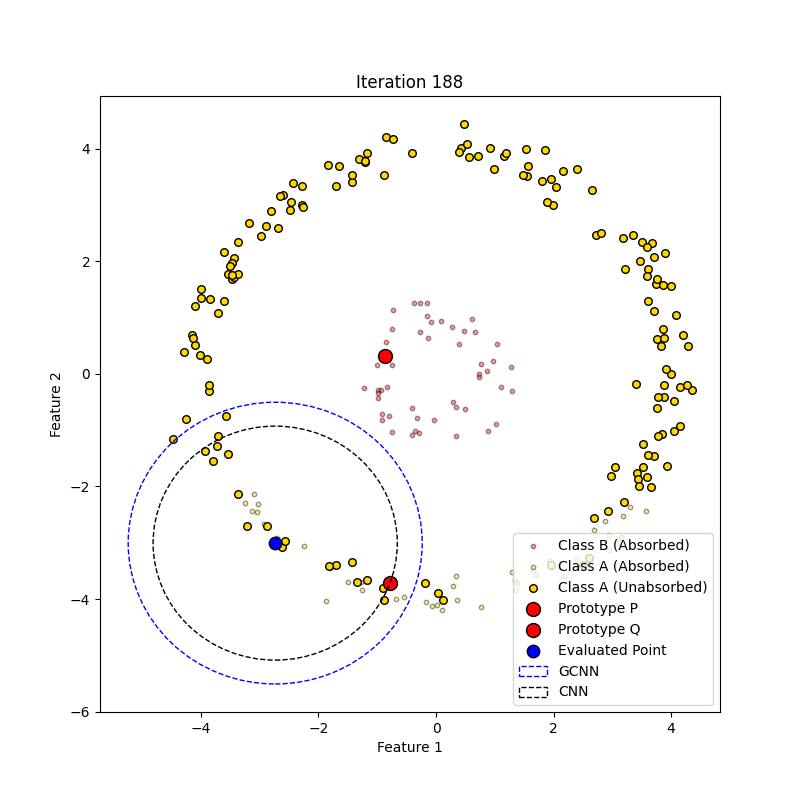 Iteration 188
Feature 2
4
2
0
−2
−4
−6
−4
−2
0
2
4
Feature 1
Class B (Absorbed)
Class A (Absorbed)
Class A (Unabsorbed)
Prototype P
Prototype Q
Evaluated Point
GCNN
CNN